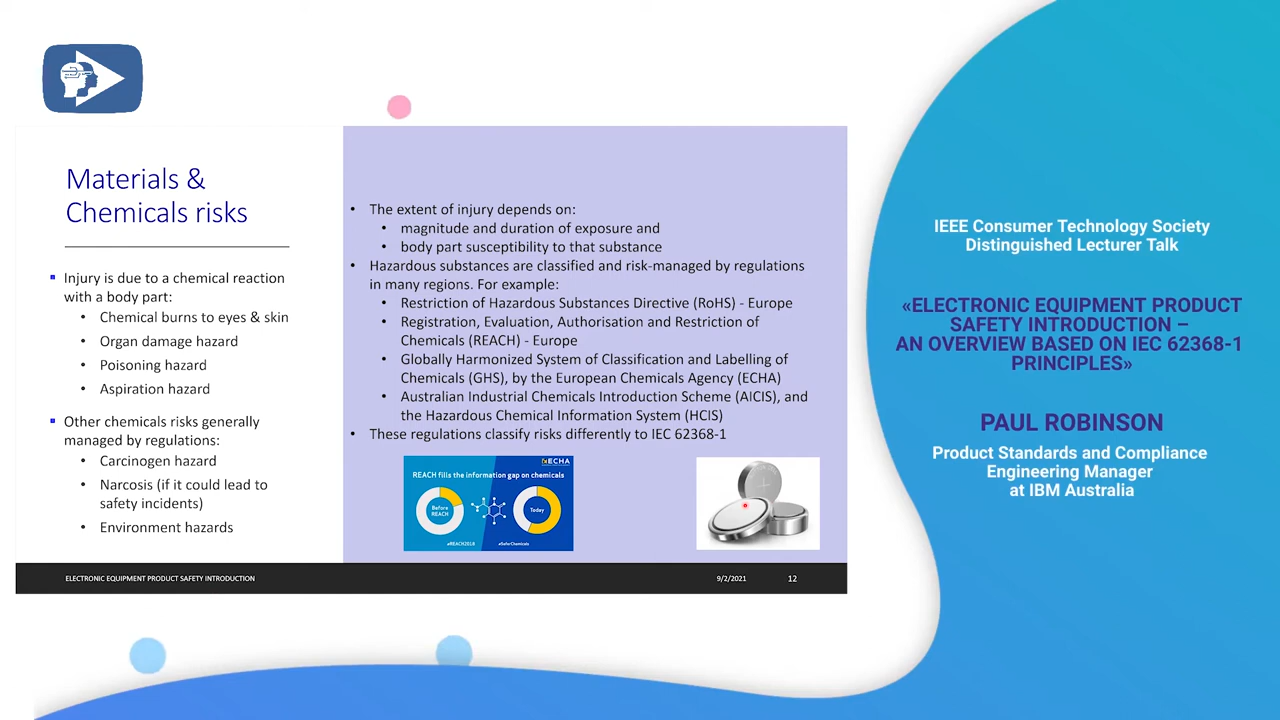 Materials &
Chemicals risks
Injury is due to a chemical reaction
with a body part:
Chemical burns to eyes & skin
Organ damage hazard
Poisoning hazard
Aspiration hazard
Other chemicals risks generally
managed by regulations:
Carcinogen hazard
Narcosis (if it could lead to
safety incidents)
Environment hazards
The extent of injury depends on:
magnitude and duration of exposure and
body part susceptibility to that substance
Hazardous substances are classified and risk-managed by regulations
in many regions. For example:
Restriction of Hazardous Substances Directive (RoHS) - Europe
Registration, Evaluation, Authorisation and Restriction of
Chemicals (REACH) - Europe
Globally Harmonized System of Classification and Labelling of
Chemicals (GHS), by the European Chemicals Agency (ECHA)
Australian Industrial Chemicals Introduction Scheme (AICIS), and
the Hazardous Chemical Information System (HCIS)
These regulations classify risks differently to IEC 62368-1
ECHA
REACH fills the information gap on chemicals
Before
REACH
Today
#REACH2018
#SaferChemicals
ELECTRONIC EQUIPMENT PRODUCT SAFETY INTRODUCTION
9/2/2021
12
IEEE Consumer Technology Society
Distinguished Lecturer Talk
«ELECTRONIC EQUIPMENT PRODUCT
SAFETY INTRODUCTION –
AN OVERVIEW BASED ON IEC 62368-1
PRINCIPLES»
PAUL ROBINSON
Product Standards and Compliance
Engineering Manager
at IBM Australia